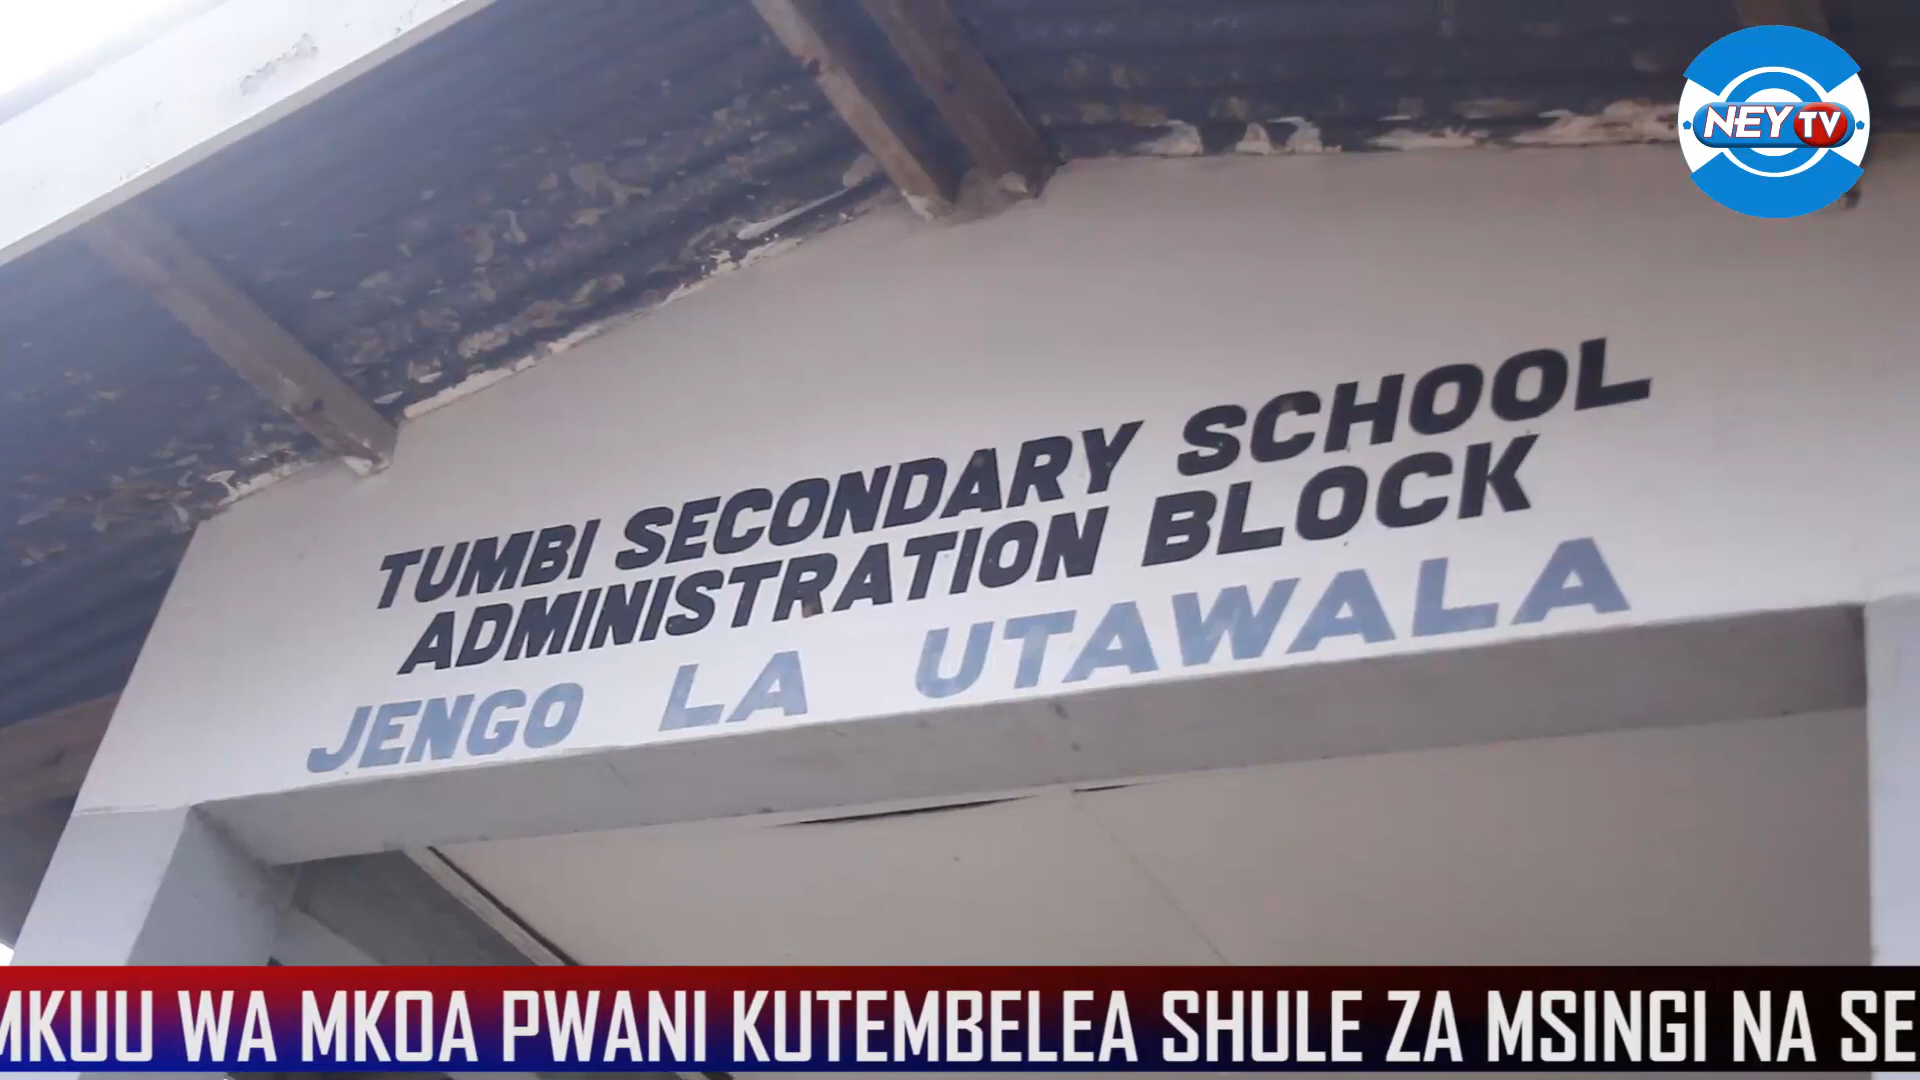 NEY TV
TUMBI SECONDARY SCHOOL
ADMINISTRATION BLOCK
JENGO LA UTAWALA
MKUU WA MKOA PWANI KUTEMBELEA SHULE ZA MSINGI NA SE